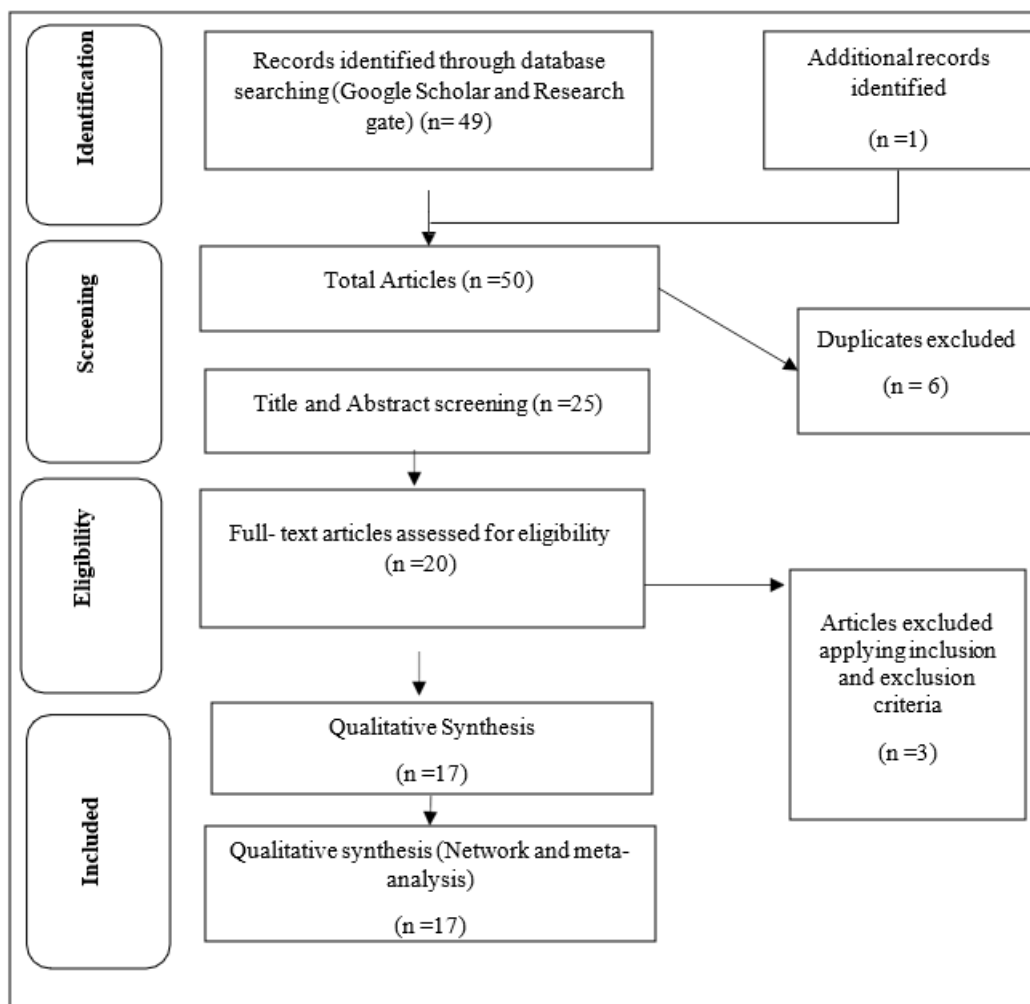 Identification
Records identified through database
searching (Google Scholar and Research
gate) (n= 49)
Additional records
identified
(n =1)
Screening
Total Articles (n =50)
Duplicates excluded
(n = 6)
Title and Abstract screening (n =25)
Eligibility
Full- text articles assessed for eligibility
(n =20)
Articles excluded
applying inclusion
and exclusion
criteria
(n =3)
Included
Qualitative Synthesis
(n =17)
Qualitative synthesis (Network and meta-
analysis)
(n =17)